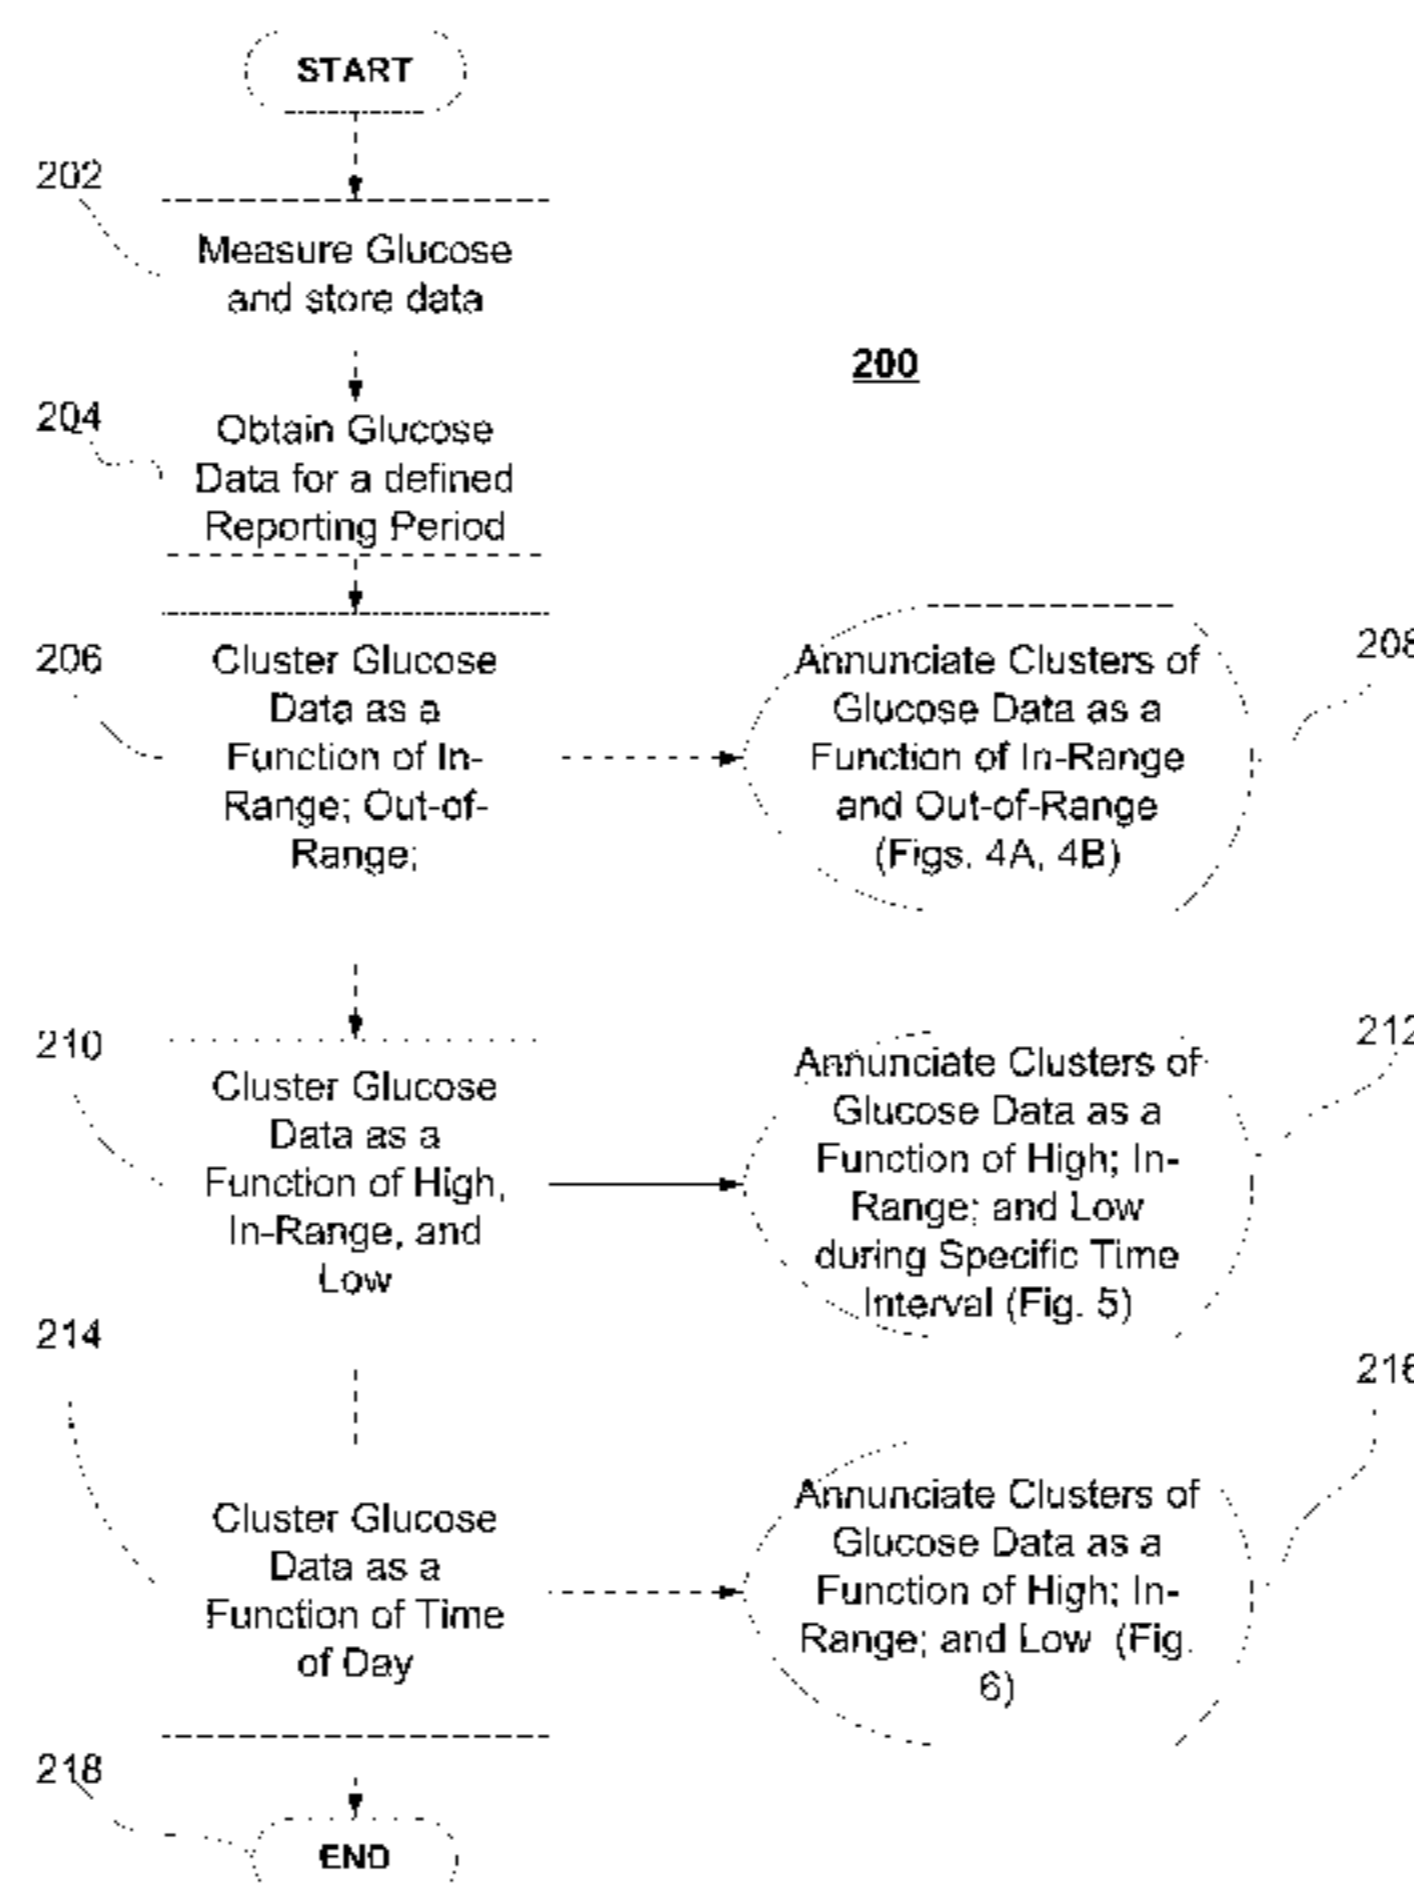 START
202
Measure Glucose
and store data
200
204
Obtain Glucose
Data for a defined
Reporting Period
206
Cluster Glucose
Data as a
Function of In-
Range; Out-of-
Range;
Annunciate Clusters of
Glucose Data as a
Function of In-Range
and Out-of-Range
(Figs. 4A, 4B)
208
210
Cluster Glucose
Data as a
Function of High,
In-Range, and
Low
Annunciate Clusters of
Glucose Data as a
Function of High; In-
Range; and Low
during Specific Time
Interval (Fig. 5)
212
214
Cluster Glucose
Data as a
Function of Time
of Day
Annunciate Clusters of
Glucose Data as a
Function of High; In-
Range; and Low (Fig.
6)
216
218
END